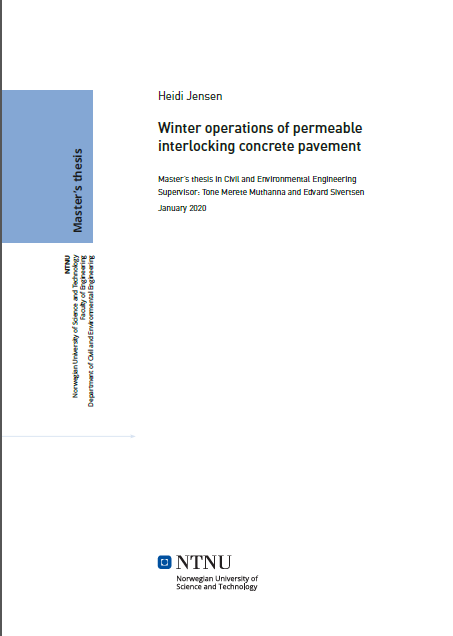 Heidi Jensen
Winter operations of permeable
interlocking concrete pavement
Master's thesis in Civil and Environmental Engineering
Supervisor: Tone Merete Muthanna and Edvard Sivertsen
January 2020
Master's thesis
NTNU
Norwegian University of Science and Technology
Faculty of Engineering
Department of Civil and Environmental Engineering
NTNU
Norwegian University of
Science and Technology